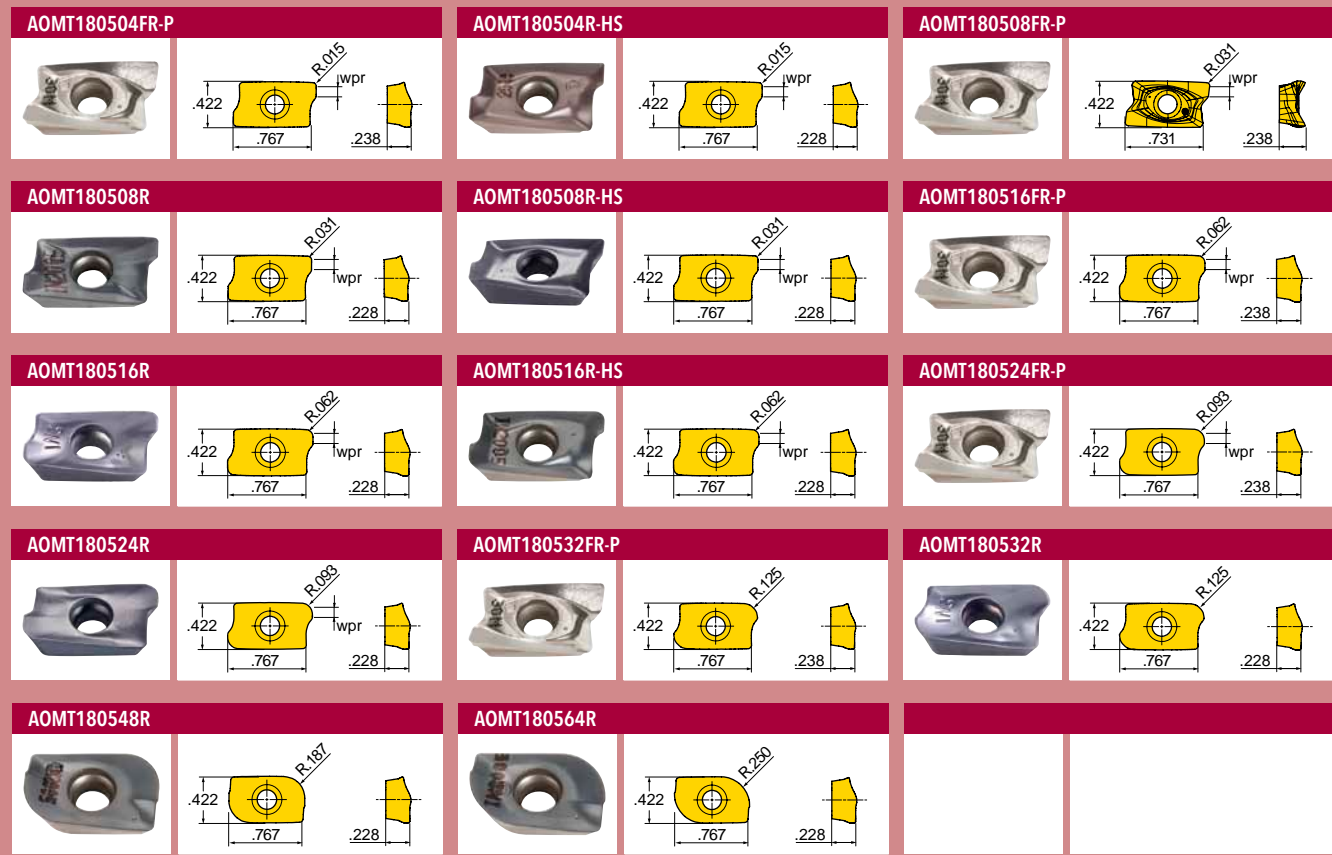 AOMT180504FR-P
R.015
wpr
.422
.767
.238
AOMT180504R-HS
R.015
wpr
.422
.767
.228
AOMT180508FR-P
R.031
wpr
.422
.731
.238
AOMT180508R
R.031
.422
wpr
.767
.228
AOMT180508R-HS
R.031
.422
wpr
.767
.228
AOMT180516FR-P
R.062
.422
wpr
.767
.238
AOMT180516R
R.062
.422
wpr
.767
.228
AOMT180516R-HS
R.062
.422
wpr
.767
.228
AOMT180524FR-P
R.093
.422
wpr
.767
.238
AOMT180524R
R.093
.422
wpr
.767
.228
AOMT180532FR-P
R.125
.422
.767
.238
AOMT180532R
R.125
.422
.767
.228
AOMT180548R
R.187
.422
.767
.228
AOMT180564R
R.250
.422
.767
.228